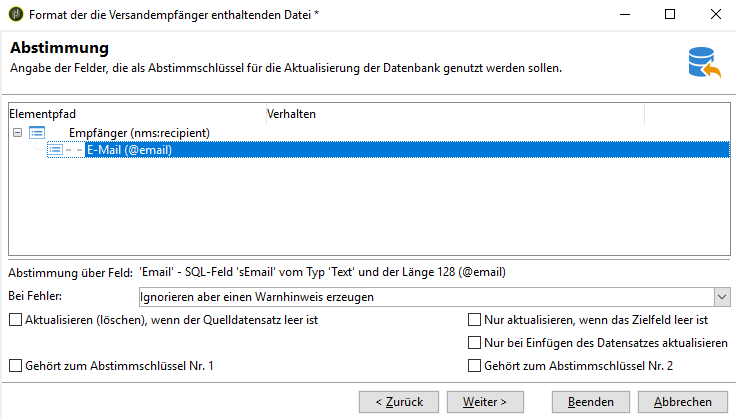 Format der die Versandempfänger enthaltenden Datei *
Abstimmung
Angabe der Felder, die als Abstimmschlüssel für die Aktualisierung der Datenbank genutzt werden sollen.
Elementpfad Verhalten
Empfänger (nms:recipient)
E-Mail (@email)
Abstimmung über Feld: 'Email' - SQL-Feld 'sEmail' vom Typ 'Text' und der Länge 128 (@email)
Bei Fehler: Ignorieren aber einen Warnhinweis erzeugen
Aktualisieren (löschen), wenn der Quelldatensatz leer ist Nur aktualisieren, wenn das Zielfeld leer ist
Nur bei Einfügen des Datensatzes aktualisieren
Gehört zum Abstimmschlüssel Nr. 1 Gehört zum Abstimmschlüssel Nr. 2
< Zurück Weiter > Beenden Abbrechen